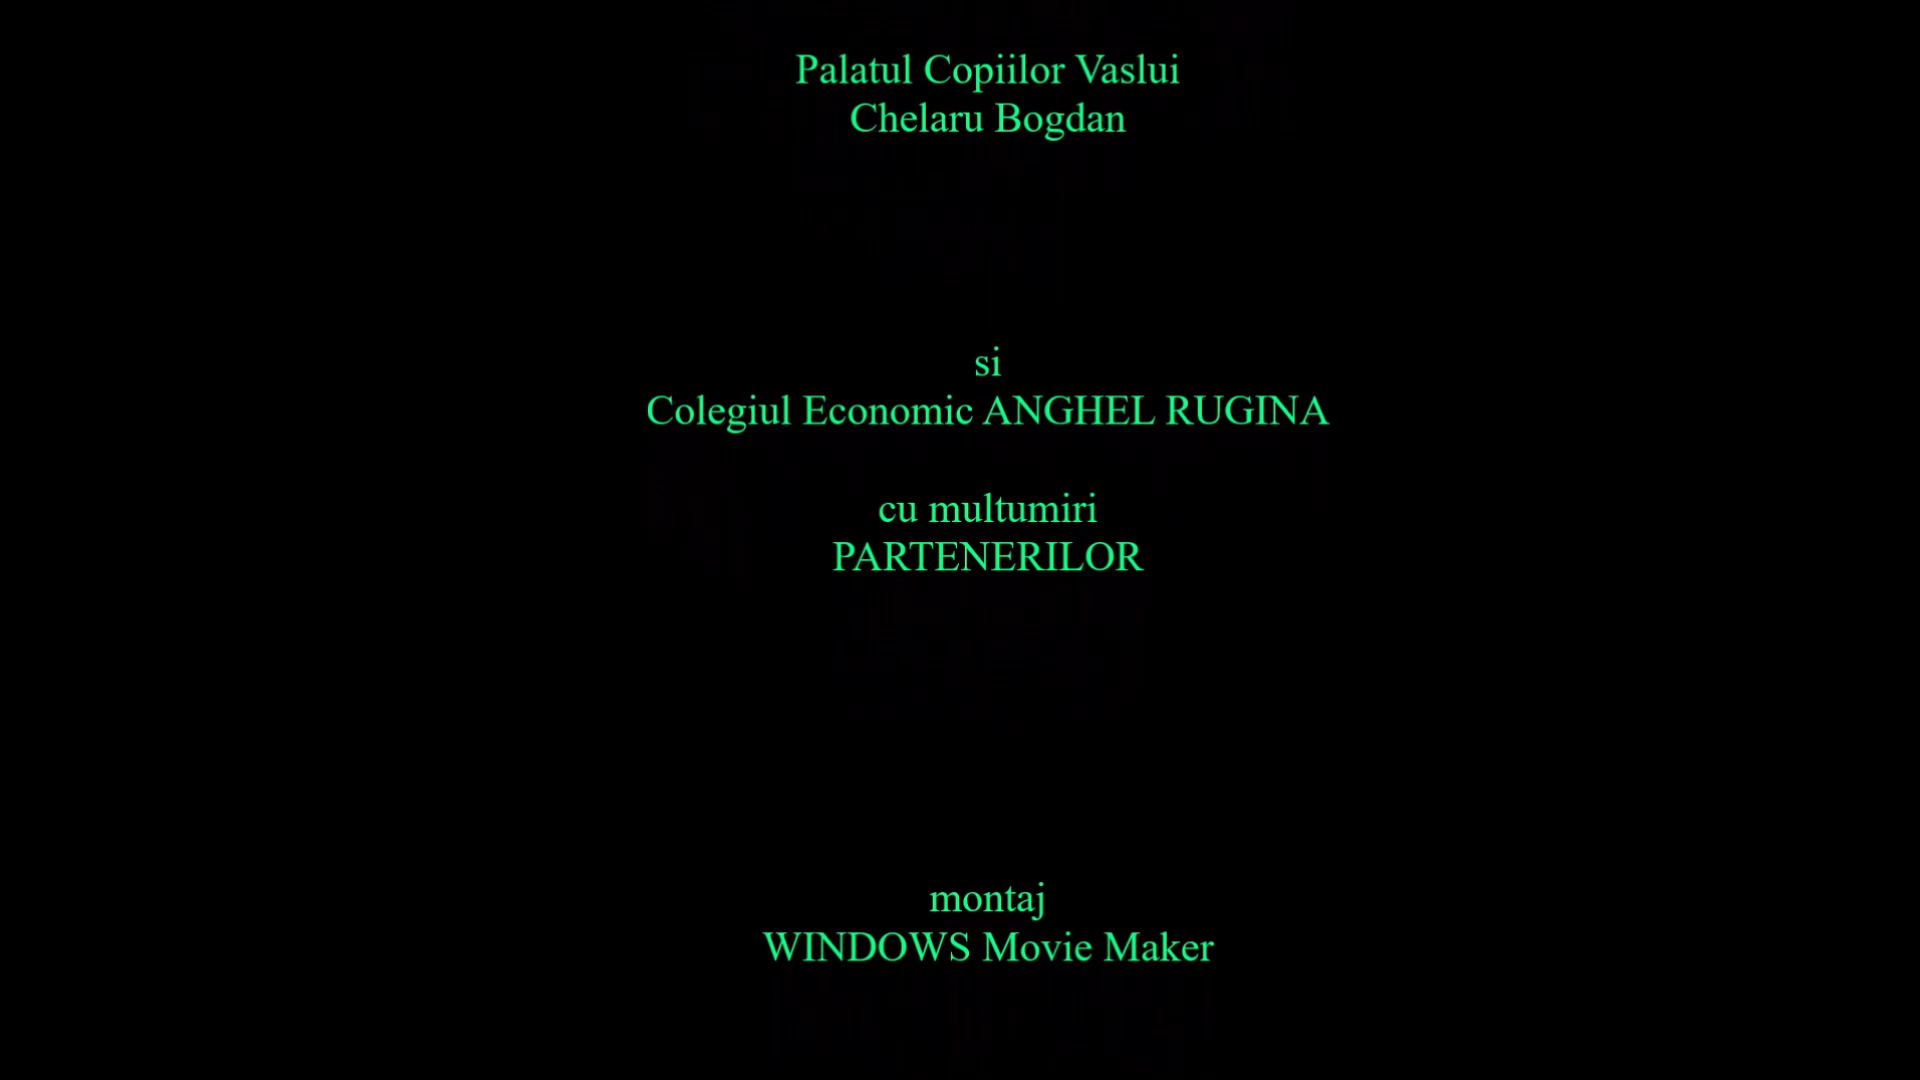 Palatul Copiilor Vaslui
Chelaru Bogdan
si
Colegiul Economic ANGHEL RUGINA
cu multumiri
PARTENERILOR
montaj
WINDOWS Movie Maker